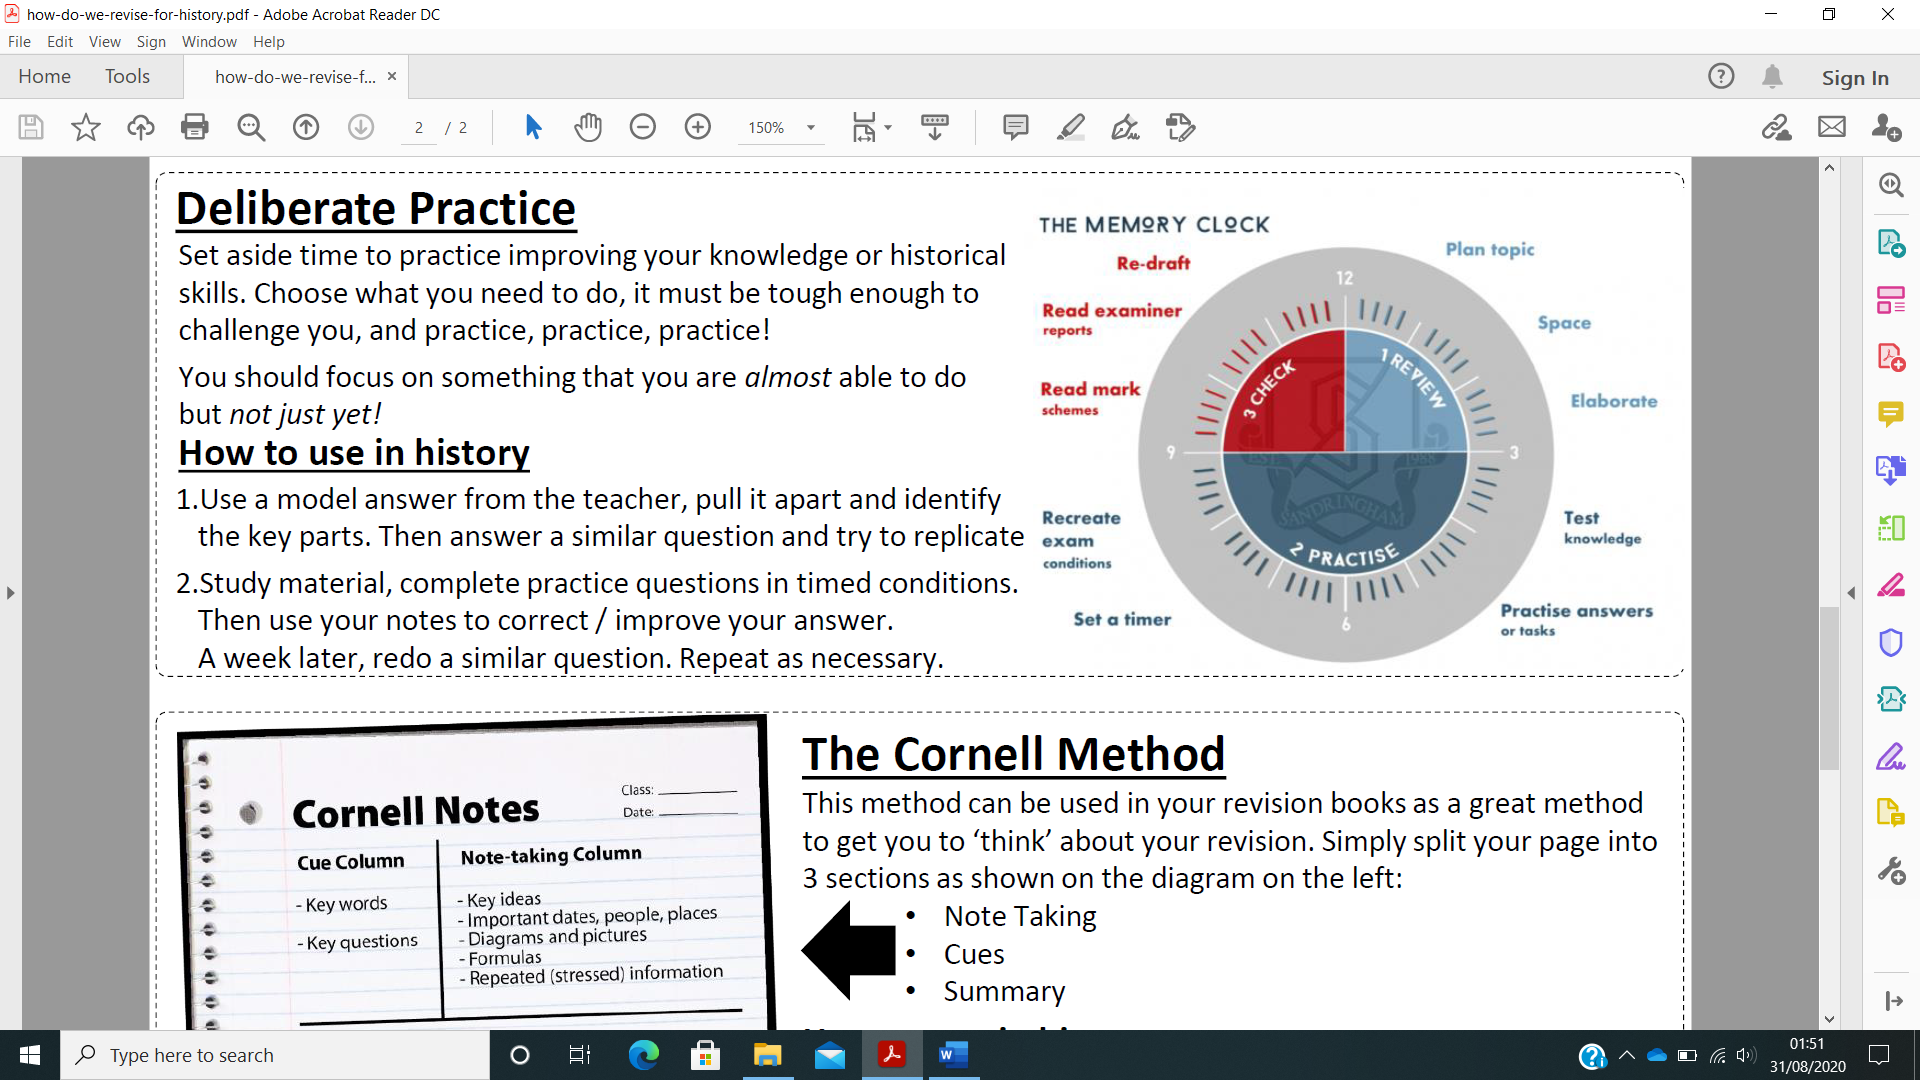 how-do-we-revise-for-history.pdf - Adobe Acrobat Reader DC
File Edit View Sign Window Help
Home Tools how-do-we-revise-f... × Sign In
2 / 2 150%
Deliberate Practice
Set aside time to practice improving your knowledge or historical
skills. Choose what you need to do, it must be tough enough to
challenge you, and practice, practice, practice!
You should focus on something that you are almost able to do
but not just yet!
How to use in history
1.Use a model answer from the teacher, pull it apart and identify
the key parts. Then answer a similar question and try to replicate
2.Study material, complete practice questions in timed conditions.
Then use your notes to correct / improve your answer.
A week later, redo a similar question. Repeat as necessary.
THE MEMORY CLOCK
Re-draft
Read examiner
reports
Read mark
schemes
Recreate
exam
conditions
Set a timer
Plan topic
Space
Elaborate
Test
knowledge
Practise answers
or tasks
12
3
6
9
1 REVIEW
2 PRACTISE
3 CHECK
EST
1988
SANDRINGHAM
Cornell Notes
Class:
Date:
Cue Column
- Key words
- Key questions
Note-taking Column
- Key ideas
- Important dates, people, places
- Diagrams and pictures
- Formulas
- Repeated (stressed) information
The Cornell Method
This method can be used in your revision books as a great method
to get you to ‘think’ about your revision. Simply split your page into
3 sections as shown on the diagram on the left:
• Note Taking
• Cues
• Summary
Type here to search
01:51
31/08/2020